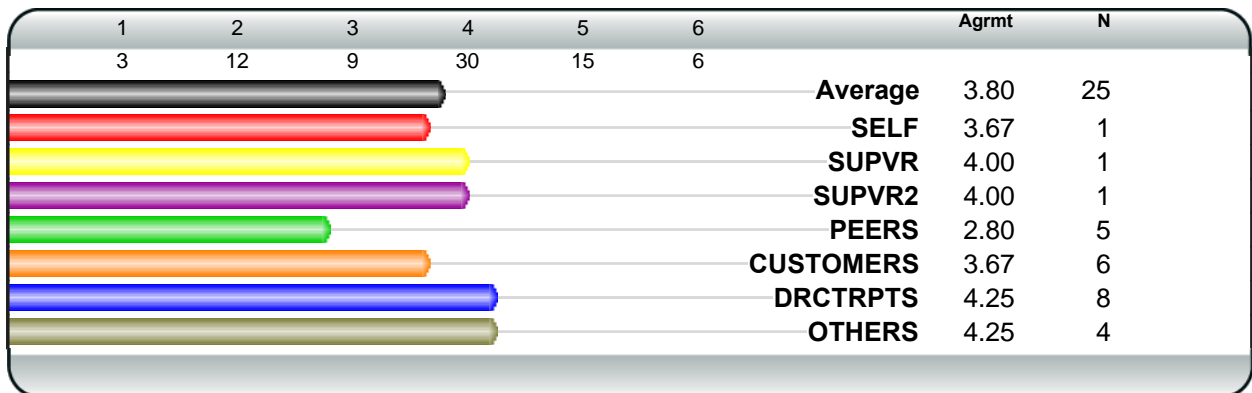 1 2 3 4 5 6 Agrmt N
3 12 9 30 15 6
Average 3.80 25
SELF 3.67 1
SUPVR 4.00 1
SUPVR2 4.00 1
PEERS 2.80 5
CUSTOMERS 3.67 6
DRCTRPTS 4.25 8
OTHERS 4.25 4